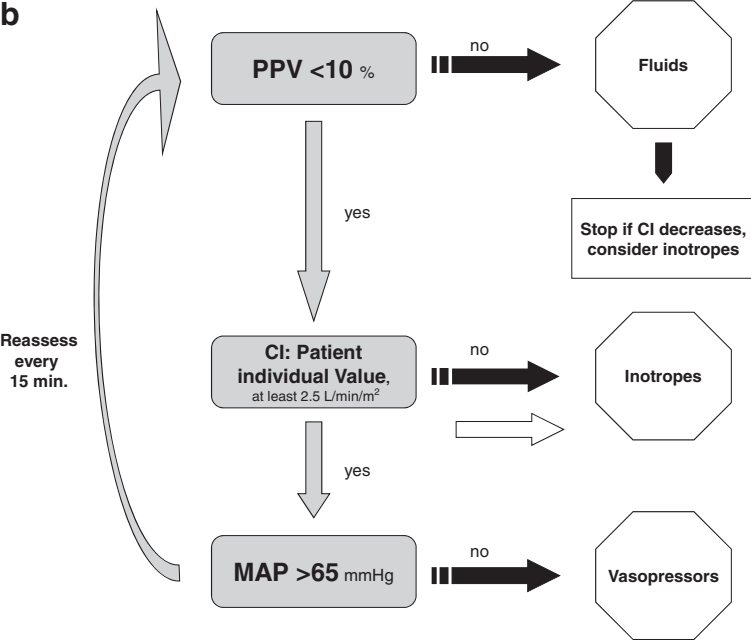 b
PPV <10 %
no
Fluids
yes
Stop if CI decreases,
consider inotropes
Reassess
every
15 min.
CI: Patient
individual Value,
at least 2.5 L/min/m²
no
Inotropes
yes
MAP >65 mmHg
no
Vasopressors